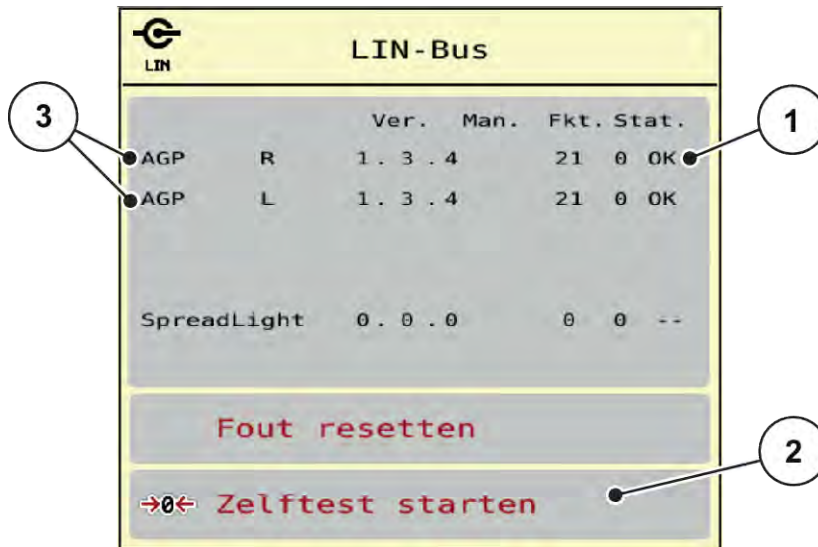 LIN
LIN-Bus
Ver. Man. Fkt. Stat.
3
1
AGP R 1.3.4 21 0 OK
AGP L 1.3.4 21 0 OK
SpreadLight 0.0.0 0 0 --
Fout resetten
2
→0← Zelftest starten